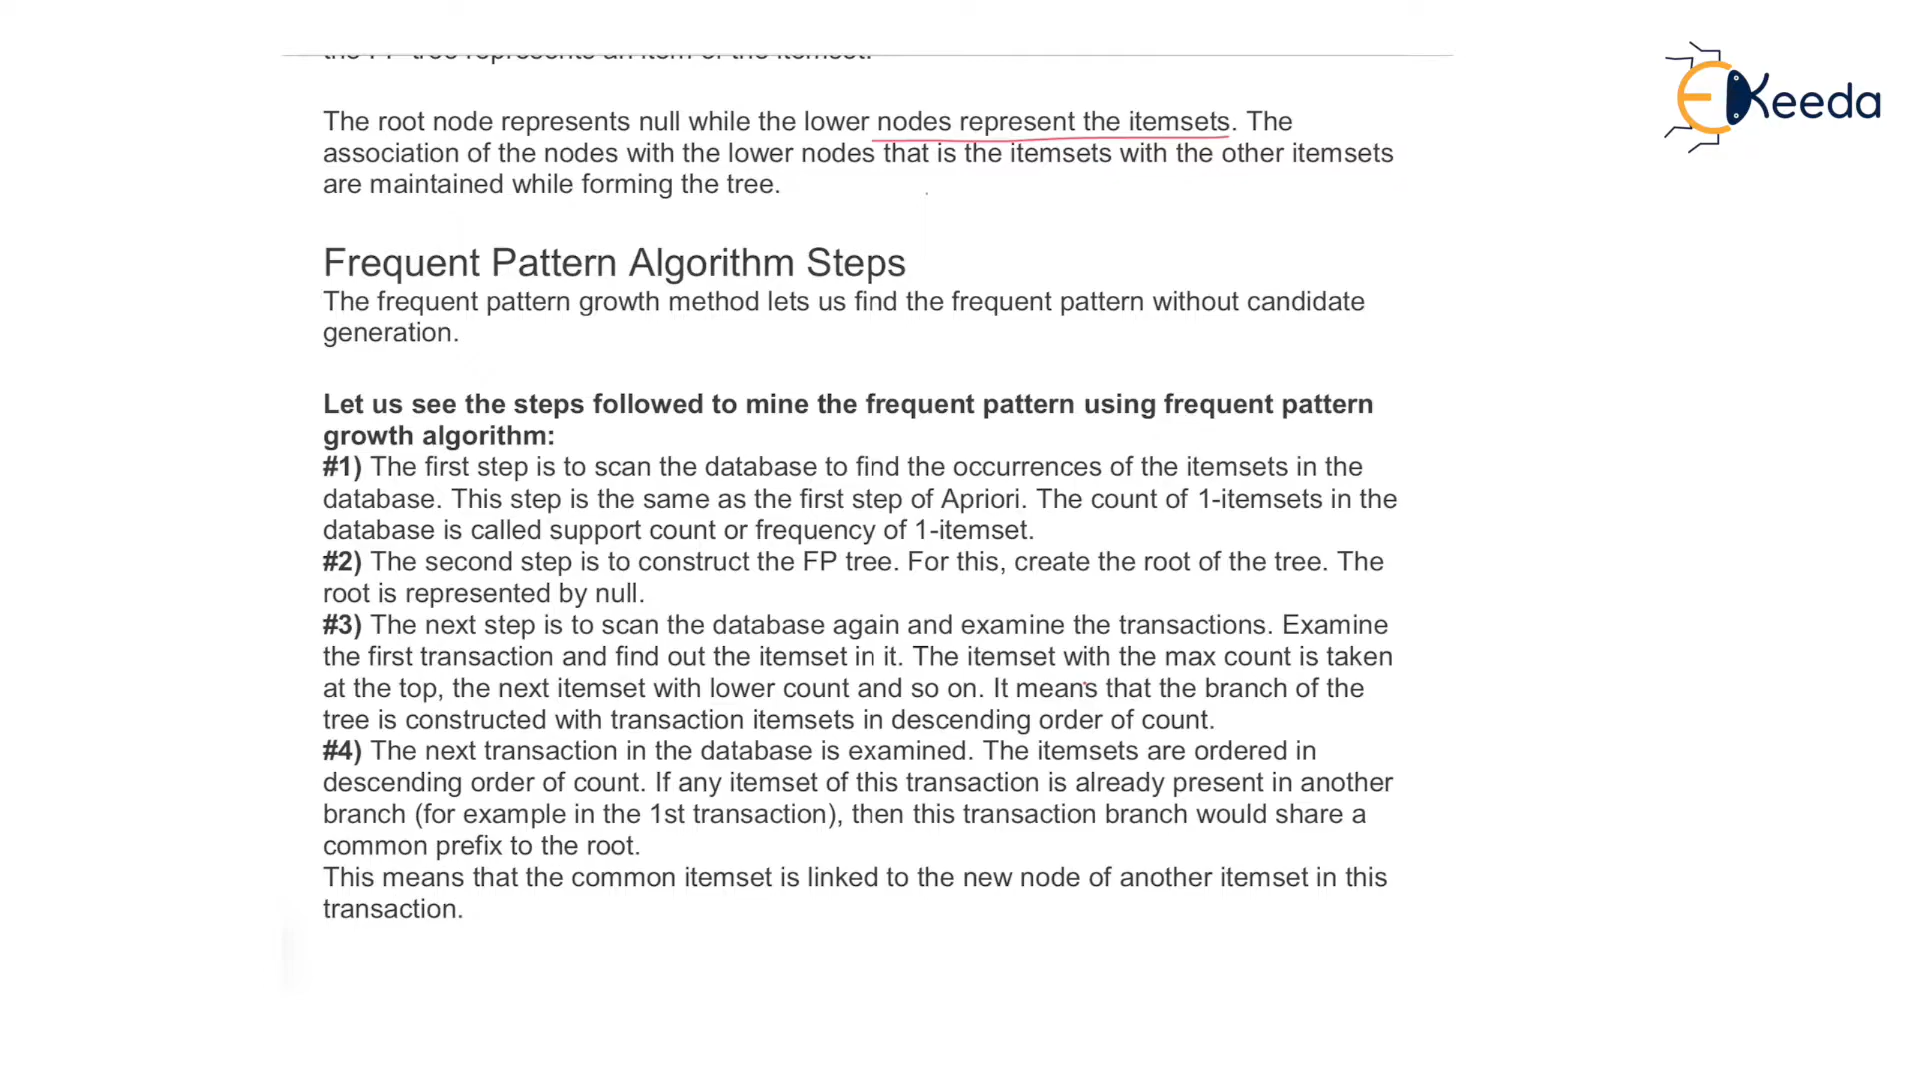 the FP tree represents an item of the itemset.
The root node represents null while the lower nodes represent the itemsets. The
association of the nodes with the lower nodes that is the itemsets with the other itemsets
are maintained while forming the tree.
Frequent Pattern Algorithm Steps
The frequent pattern growth method lets us find the frequent pattern without candidate
generation.
Let us see the steps followed to mine the frequent pattern using frequent pattern
growth algorithm:
#1) The first step is to scan the database to find the occurrences of the itemsets in the
database. This step is the same as the first step of Apriori. The count of 1-itemsets in the
database is called support count or frequency of 1-itemset.
#2) The second step is to construct the FP tree. For this, create the root of the tree. The
root is represented by null.
#3) The next step is to scan the database again and examine the transactions. Examine
the first transaction and find out the itemset in it. The itemset with the max count is taken
at the top, the next itemset with lower count and so on. It means that the branch of the
tree is constructed with transaction itemsets in descending order of count.
#4) The next transaction in the database is examined. The itemsets are ordered in
descending order of count. If any itemset of this transaction is already present in another
branch (for example in the 1st transaction), then this transaction branch would share a
common prefix to the root.
This means that the common itemset is linked to the new node of another itemset in this
transaction.
EKeeda